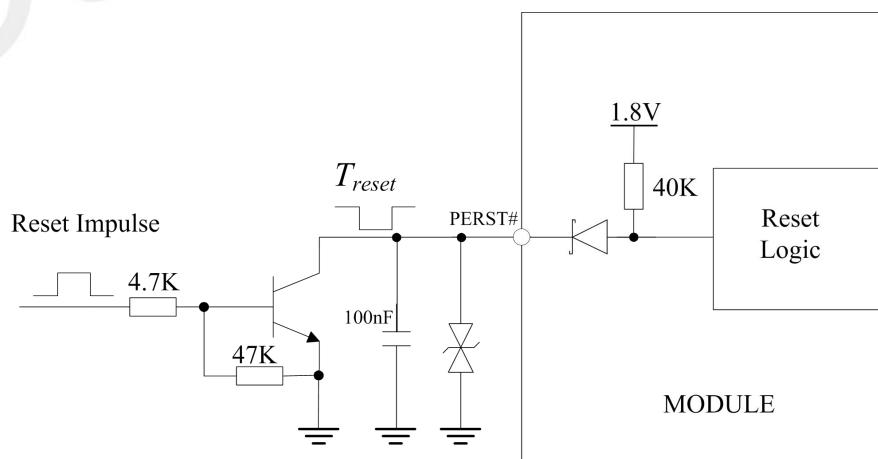 1.8V
T_reset
40K
PERST#
Reset Impulse
Reset
Logic
4.7K
100nF
47K
MODULE